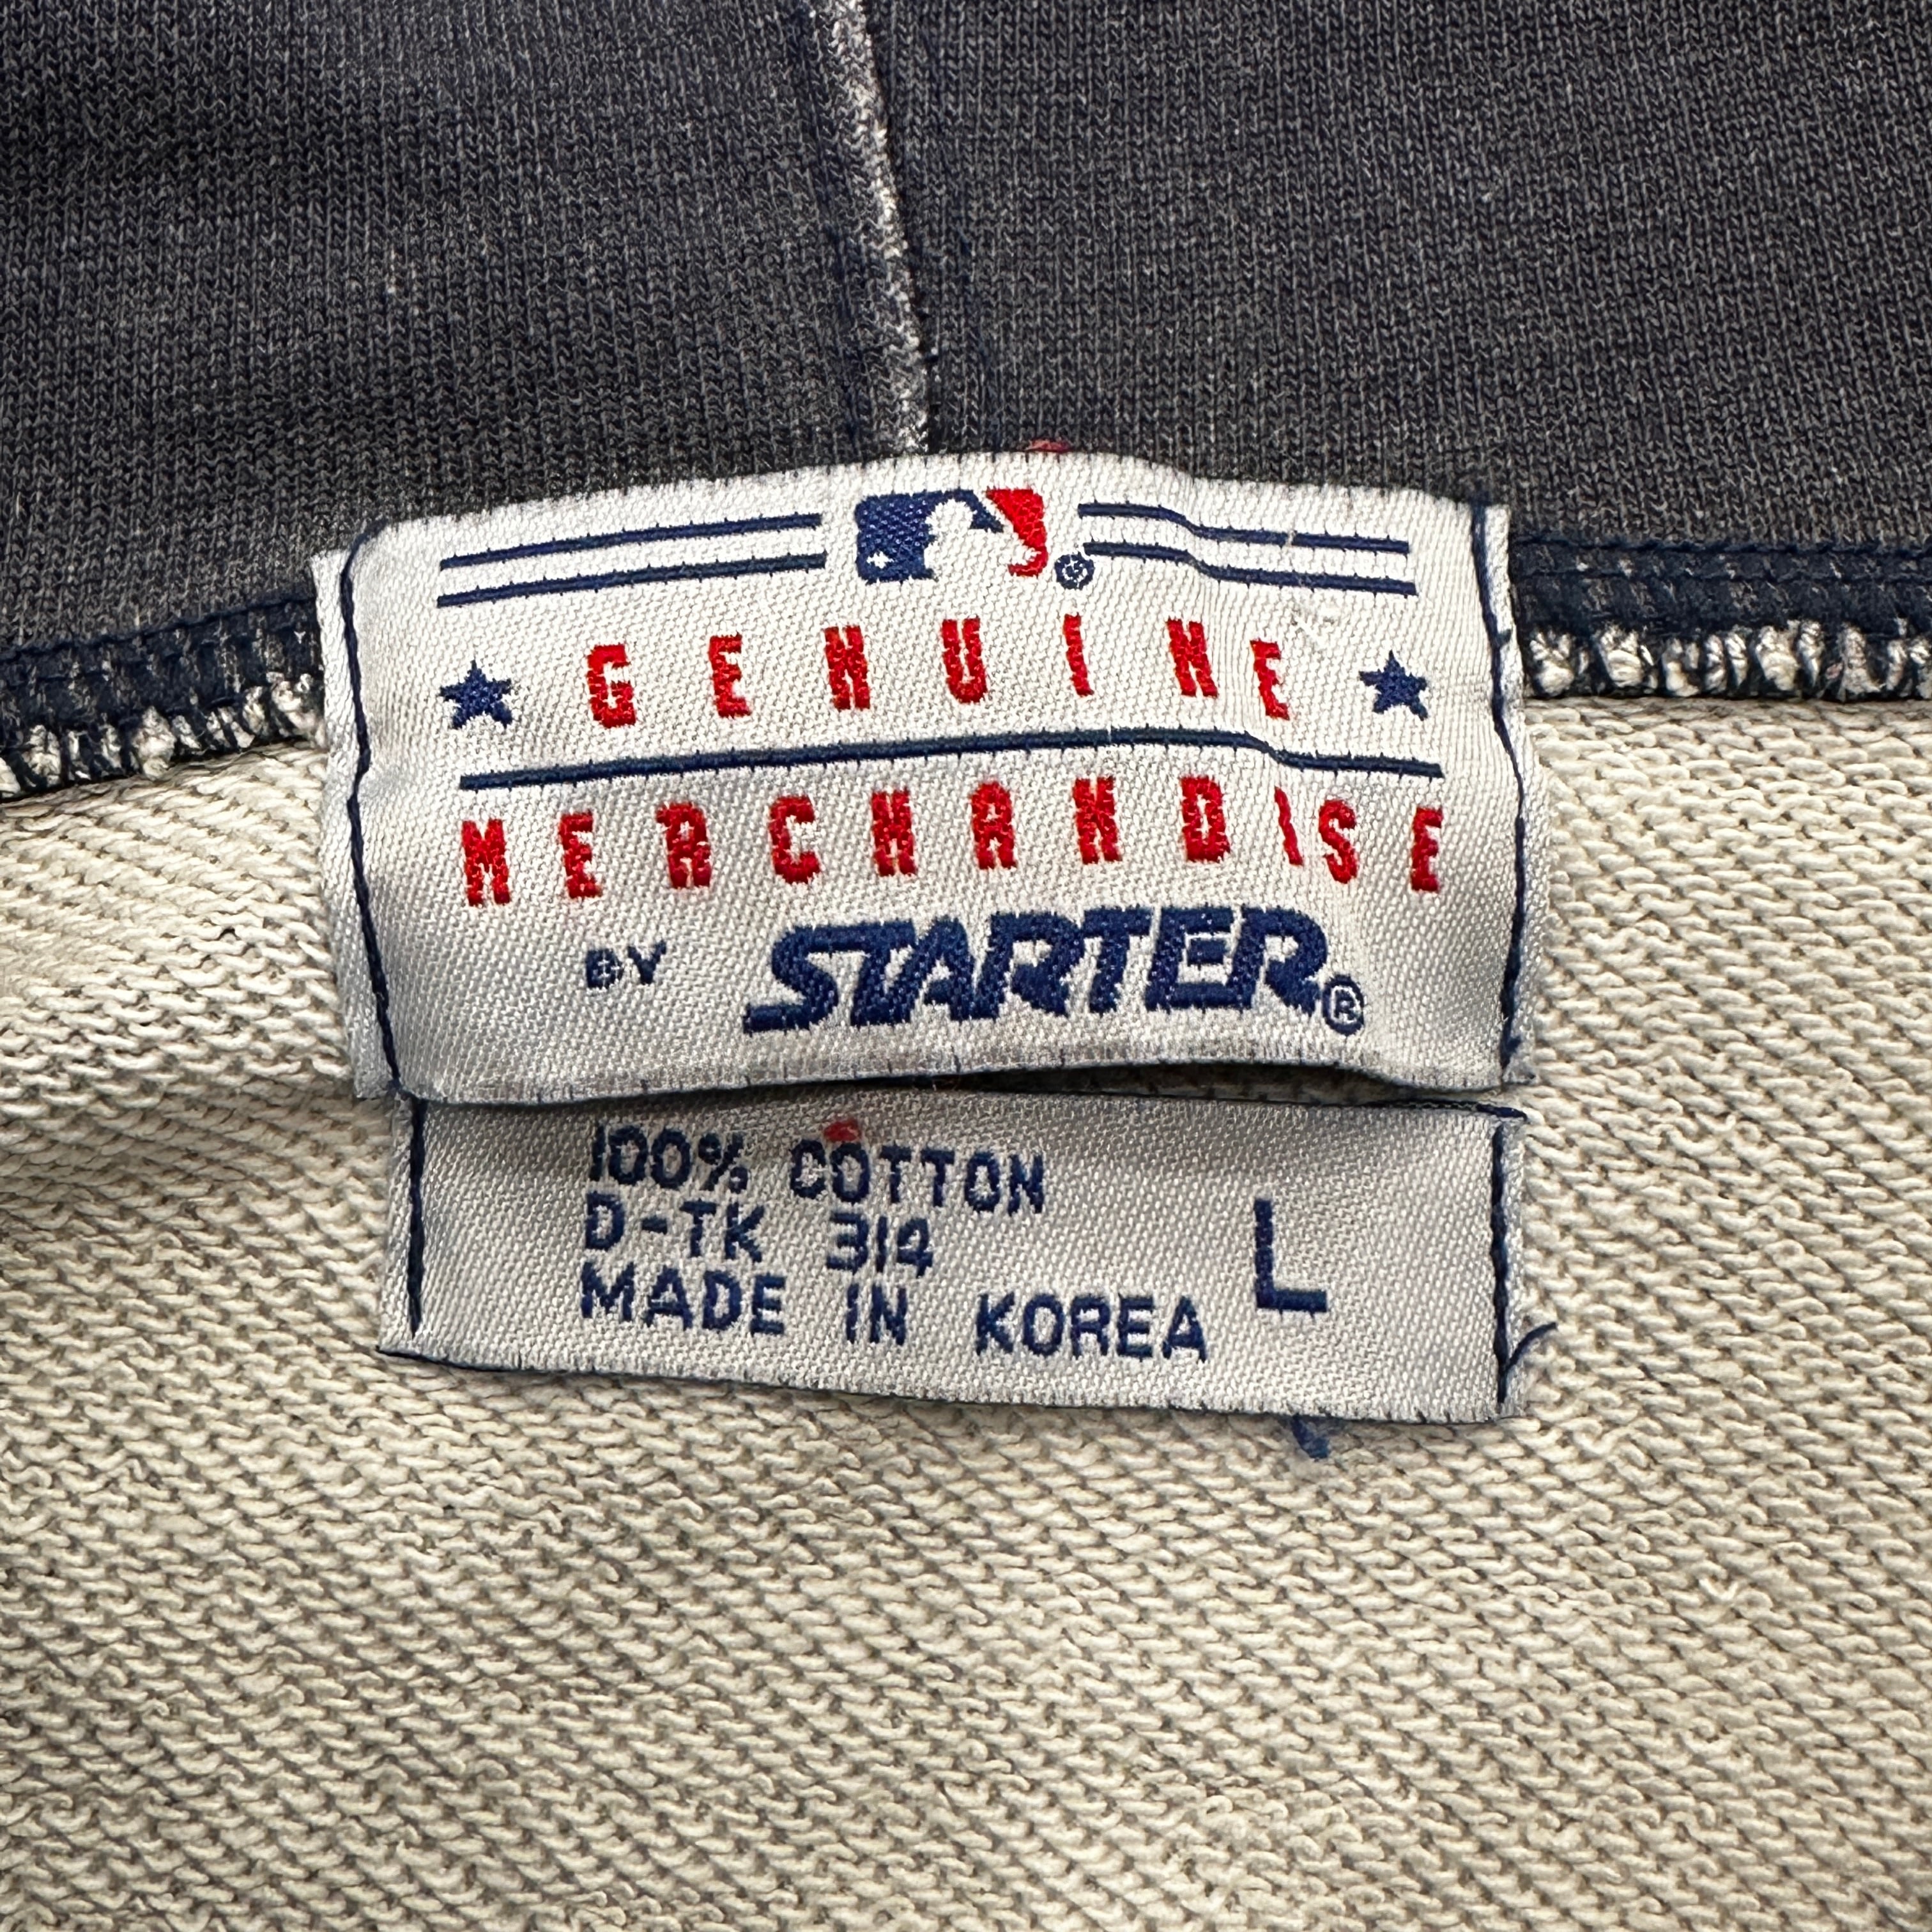 GENUINE
MERCHANDISE
BY STARTER®
100% COTTON
D-TK 314
MADE IN KOREA
L